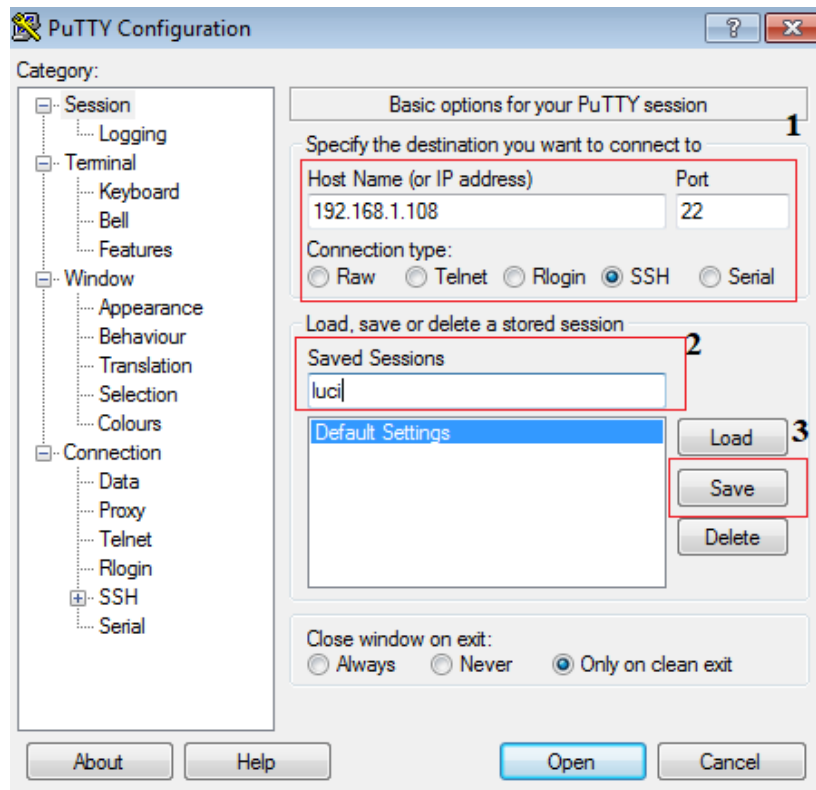 PuTTY Configuration
Category:
Session
Logging
Terminal
Keyboard
Bell
Features
Window
Appearance
Behaviour
Translation
Selection
Colours
Connection
Data
Proxy
Telnet
Rlogin
SSH
Serial
Basic options for your PuTTY session
1
Specify the destination you want to connect to
Host Name (or IP address) Port
192.168.1.108 22
Connection type:
Raw Telnet Rlogin SSH Serial
Load, save or delete a stored session
2
Saved Sessions
luci
Default Settings
Load
3
Save
Delete
Close window on exit:
Always Never Only on clean exit
About Help Open Cancel